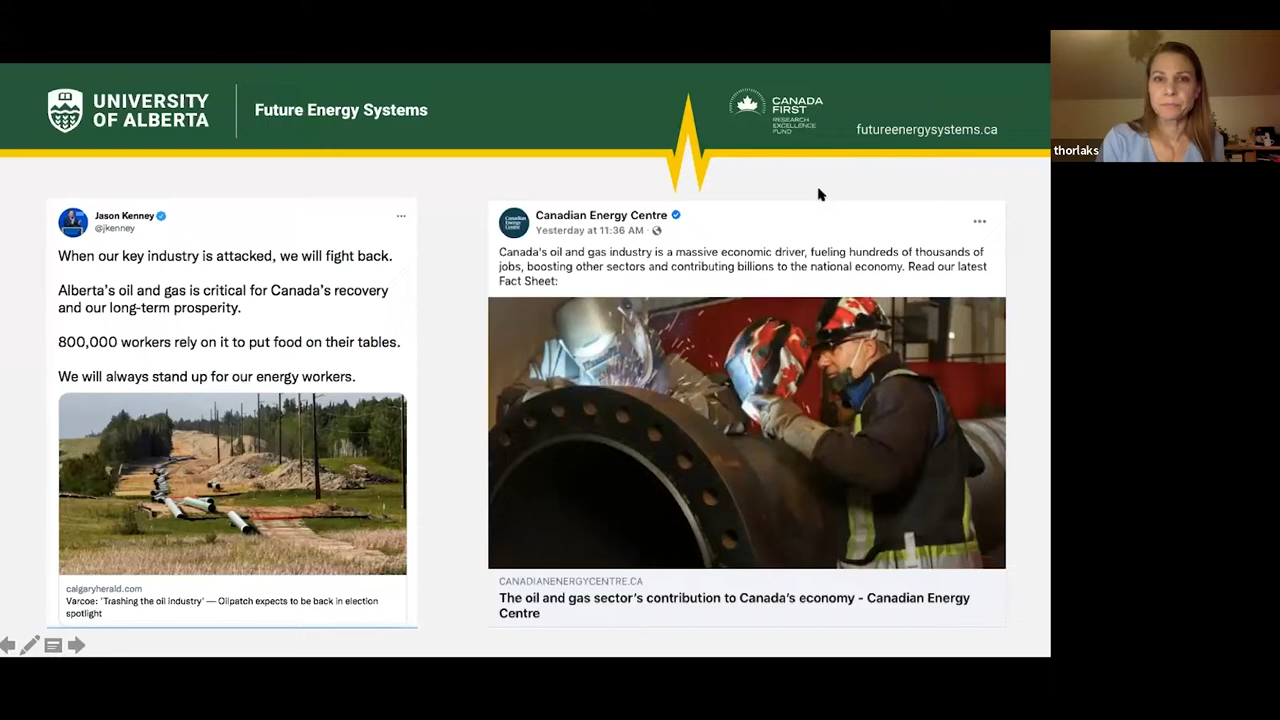 UNIVERSITY
OF ALBERTA
Future Energy Systems
CANADA
FIRST
RESEARCH
EXCELLENCE
FUND
futureenergysystems.ca
thorlaks
Jason Kenney
@jkenney
When our key industry is attacked, we will fight back.
Alberta's oil and gas is critical for Canada's recovery
and our long-term prosperity.
800,000 workers rely on it to put food on their tables.
We will always stand up for our energy workers.
calgaryherald.com
Varcoe: 'Trashing the oil industry' — Oilpatch expects to be back in election
spotlight
Canadian
Energy
Centre
Canadian Energy Centre
Yesterday at 11:36 AM ·
Canada's oil and gas industry is a massive economic driver, fueling hundreds of thousands of
jobs, boosting other sectors and contributing billions to the national economy. Read our latest
Fact Sheet:
CANADIANENERGYCENTRE.CA
The oil and gas sector's contribution to Canada's economy - Canadian Energy
Centre